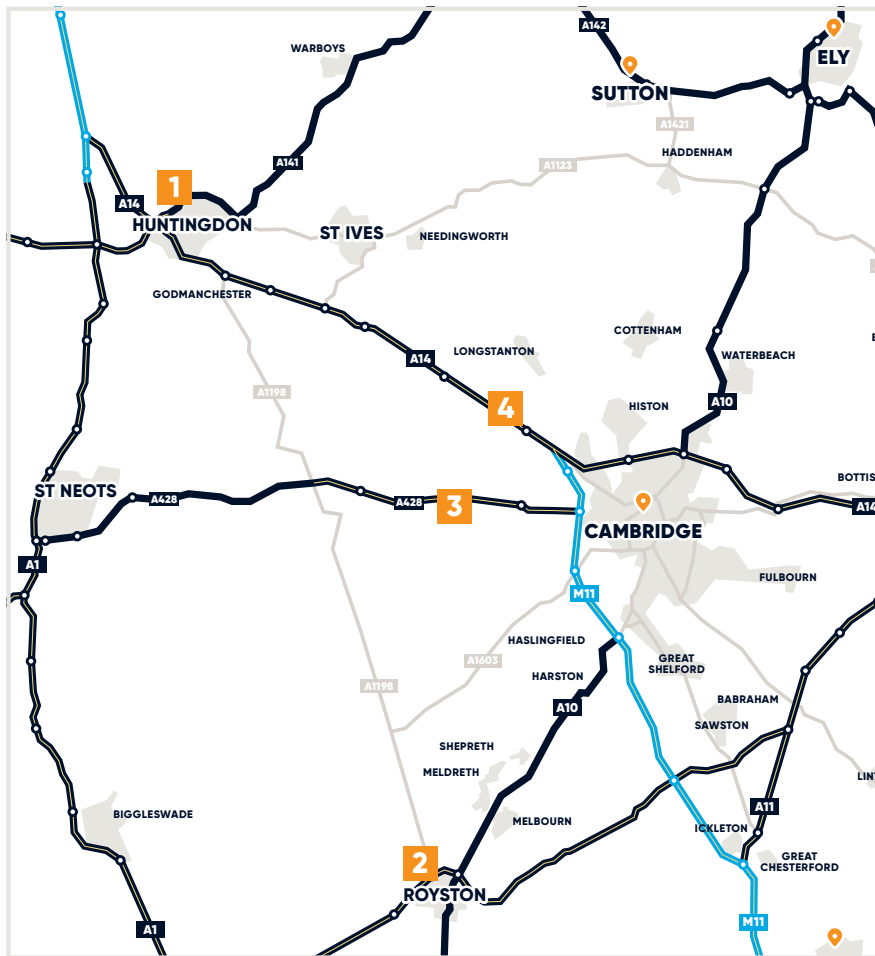 A142
ELY
WARBOYS
SUTTON
A1421
A141
HADDENHAM
A1123
1
A14
HUNTINGDON
ST IVES
NEEDINGWORTH
GODMANCHESTER
COTTENHAM
LONGSTANTON
A14
WATERBEACH
A1198
A10
4
HISTON
BOTTIS
ST NEOTS
A428
A428
3
A14
CAMBRIDGE
A1
FULBOURN
M11
HASLINGFIELD
A1603
GREAT
SHELFORD
HARSTON
A1198
BABRAHAM
A10
SAWSTON
SHEPRETH
MELDRETH
LINT
A11
BIGGLESWADE
MELBOURN
ICKLETON
2
GREAT
CHESTERFORD
ROYSTON
A1
M11